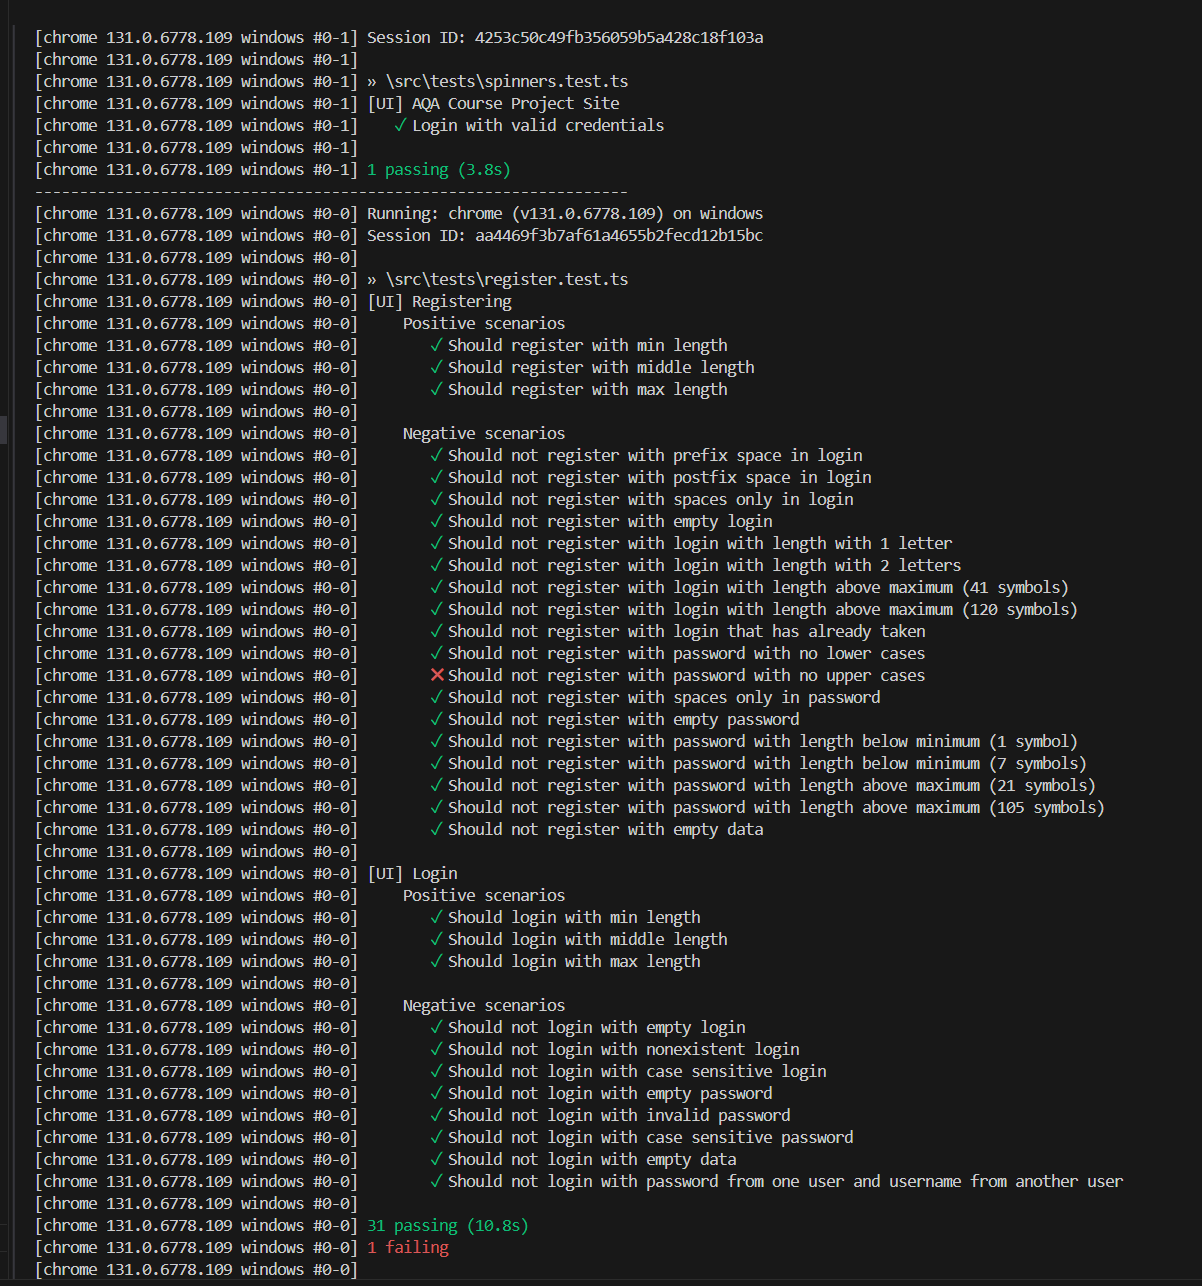 [chrome 131.0.6778.109 windows #0-1] Session ID: 4253c50c49fb356059b5a428c18f103a
[chrome 131.0.6778.109 windows #0-1]
[chrome 131.0.6778.109 windows #0-1] » \src\tests\spinners.test.ts
[chrome 131.0.6778.109 windows #0-1] [UI] AQA Course Project Site
[chrome 131.0.6778.109 windows #0-1]    ✓ Login with valid credentials
[chrome 131.0.6778.109 windows #0-1]
[chrome 131.0.6778.109 windows #0-1] 1 passing (3.8s)
------------------------------------------------------------------
[chrome 131.0.6778.109 windows #0-0] Running: chrome (v131.0.6778.109) on windows
[chrome 131.0.6778.109 windows #0-0] Session ID: aa4469f3b7af61a4655b2fecd12b15bc
[chrome 131.0.6778.109 windows #0-0]
[chrome 131.0.6778.109 windows #0-0] » \src\tests\register.test.ts
[chrome 131.0.6778.109 windows #0-0] [UI] Registering
[chrome 131.0.6778.109 windows #0-0]     Positive scenarios
[chrome 131.0.6778.109 windows #0-0]        ✓ Should register with min length
[chrome 131.0.6778.109 windows #0-0]        ✓ Should register with middle length
[chrome 131.0.6778.109 windows #0-0]        ✓ Should register with max length
[chrome 131.0.6778.109 windows #0-0]
[chrome 131.0.6778.109 windows #0-0]     Negative scenarios
[chrome 131.0.6778.109 windows #0-0]        ✓ Should not register with prefix space in login
[chrome 131.0.6778.109 windows #0-0]        ✓ Should not register with postfix space in login
[chrome 131.0.6778.109 windows #0-0]        ✓ Should not register with spaces only in login
[chrome 131.0.6778.109 windows #0-0]        ✓ Should not register with empty login
[chrome 131.0.6778.109 windows #0-0]        ✓ Should not register with login with length with 1 letter
[chrome 131.0.6778.109 windows #0-0]        ✓ Should not register with login with length with 2 letters
[chrome 131.0.6778.109 windows #0-0]        ✓ Should not register with login with length above maximum (41 symbols)
[chrome 131.0.6778.109 windows #0-0]        ✓ Should not register with login with length above maximum (120 symbols)
[chrome 131.0.6778.109 windows #0-0]        ✓ Should not register with login that has already taken
[chrome 131.0.6778.109 windows #0-0]        ✓ Should not register with password with no lower cases
[chrome 131.0.6778.109 windows #0-0]        ✕ Should not register with password with no upper cases
[chrome 131.0.6778.109 windows #0-0]        ✓ Should not register with spaces only in password
[chrome 131.0.6778.109 windows #0-0]        ✓ Should not register with empty password
[chrome 131.0.6778.109 windows #0-0]        ✓ Should not register with password with length below minimum (1 symbol)
[chrome 131.0.6778.109 windows #0-0]        ✓ Should not register with password with length below minimum (7 symbols)
[chrome 131.0.6778.109 windows #0-0]        ✓ Should not register with password with length above maximum (21 symbols)
[chrome 131.0.6778.109 windows #0-0]        ✓ Should not register with password with length above maximum (105 symbols)
[chrome 131.0.6778.109 windows #0-0]        ✓ Should not register with empty data
[chrome 131.0.6778.109 windows #0-0]
[chrome 131.0.6778.109 windows #0-0] [UI] Login
[chrome 131.0.6778.109 windows #0-0]     Positive scenarios
[chrome 131.0.6778.109 windows #0-0]        ✓ Should login with min length
[chrome 131.0.6778.109 windows #0-0]        ✓ Should login with middle length
[chrome 131.0.6778.109 windows #0-0]        ✓ Should login with max length
[chrome 131.0.6778.109 windows #0-0]
[chrome 131.0.6778.109 windows #0-0]     Negative scenarios
[chrome 131.0.6778.109 windows #0-0]        ✓ Should not login with empty login
[chrome 131.0.6778.109 windows #0-0]        ✓ Should not login with nonexistent login
[chrome 131.0.6778.109 windows #0-0]        ✓ Should not login with case sensitive login
[chrome 131.0.6778.109 windows #0-0]        ✓ Should not login with empty password
[chrome 131.0.6778.109 windows #0-0]        ✓ Should not login with invalid password
[chrome 131.0.6778.109 windows #0-0]        ✓ Should not login with case sensitive password
[chrome 131.0.6778.109 windows #0-0]        ✓ Should not login with empty data
[chrome 131.0.6778.109 windows #0-0]        ✓ Should not login with password from one user and username from another user
[chrome 131.0.6778.109 windows #0-0]
[chrome 131.0.6778.109 windows #0-0] 31 passing (10.8s)
[chrome 131.0.6778.109 windows #0-0] 1 failing
[chrome 131.0.6778.109 windows #0-0]